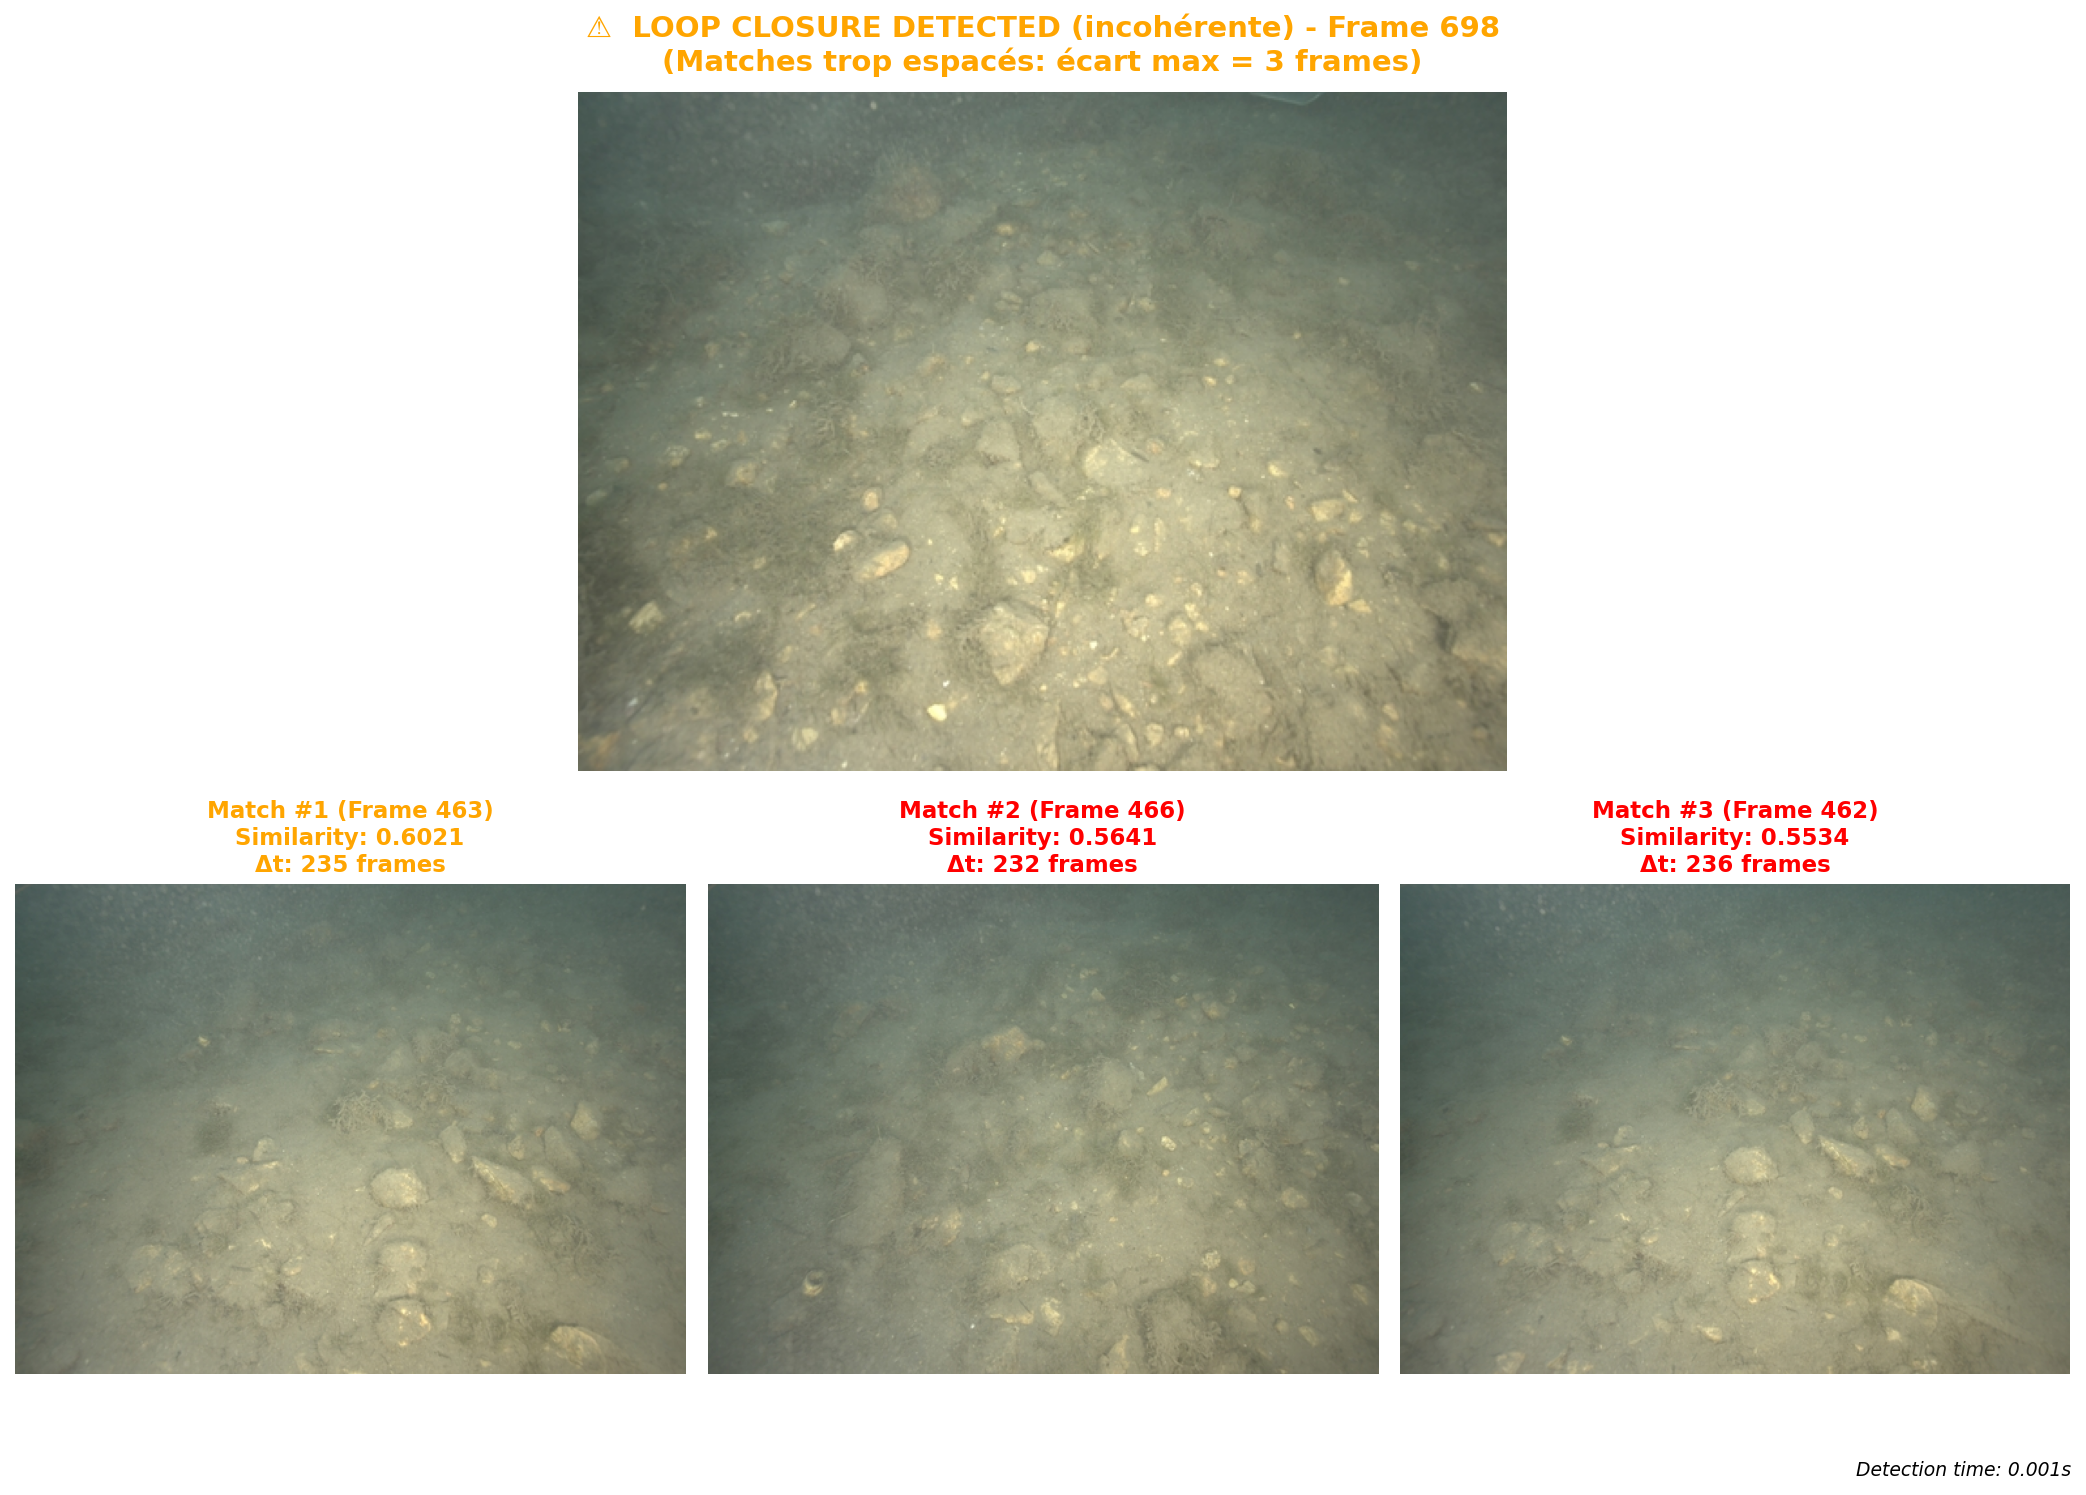 ⚠ LOOP CLOSURE DETECTED (incohérente) - Frame 698
(Matches trop espacés: écart max = 3 frames)
Match #1 (Frame 463)
Similarity: 0.6021
Δt: 235 frames
Match #2 (Frame 466)
Similarity: 0.5641
Δt: 232 frames
Match #3 (Frame 462)
Similarity: 0.5534
Δt: 236 frames
Detection time: 0.001s